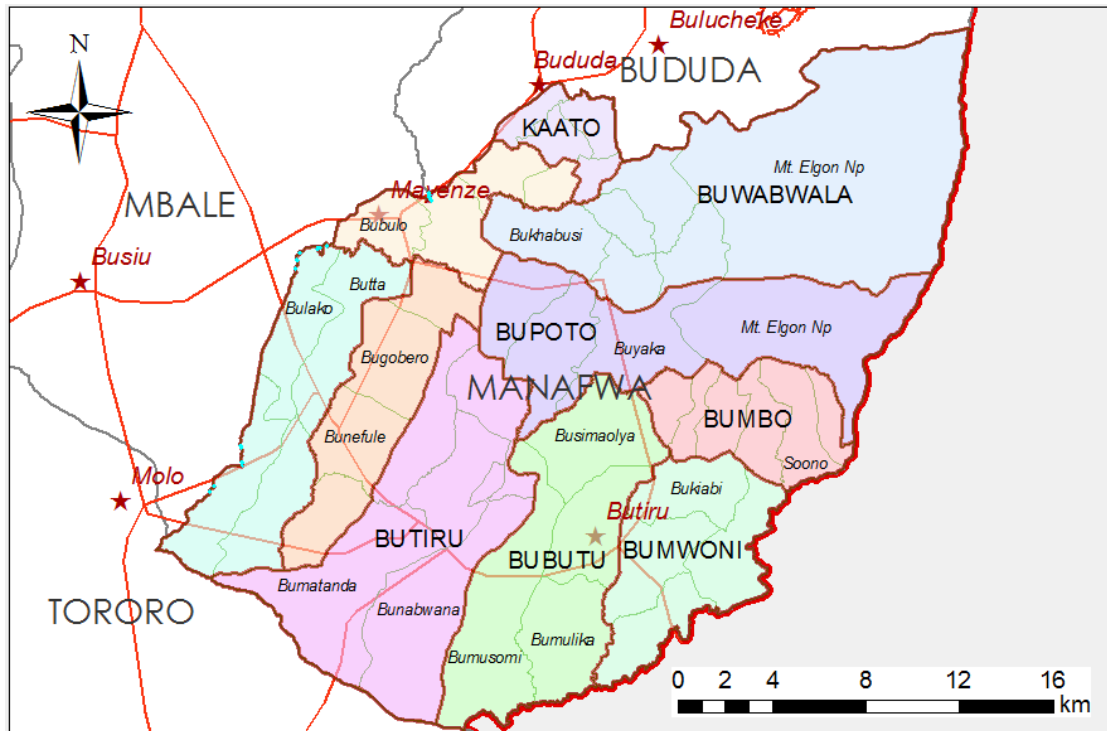 Bulucheke
N
Bududa
BUDUDA
KAATO
Mt. Elgon Np
BUWABWALA
MBALE
Mayenze
Bubulo
Bukhabusi
Busiu
Butta
Bulako
BUPOTO
Mt. Elgon Np
Buyaka
Bugobero
MANAFWA
BUMBO
Busimaolya
Bunefule
Soono
Molo
Bukiabi
Butiru
BUTIRU
BUBUTU
BUMWONI
Bumatanda
TORORO
Bunabwana
Bumulika
Bumusomi
0 2 4 8 12 16
km